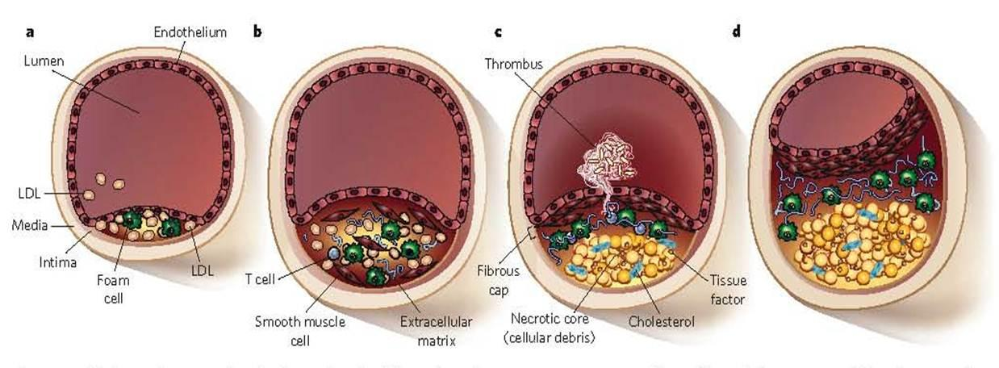 a
Endothelium
Lumen
LDL
Media
Intima
Foam
cell
LDL
b
T cell
Smooth muscle
cell
Extracellular
matrix
c
Thrombus
Fibrous
cap
Necrotic core
(cellular debris)
Cholesterol
Tissue
factor
d